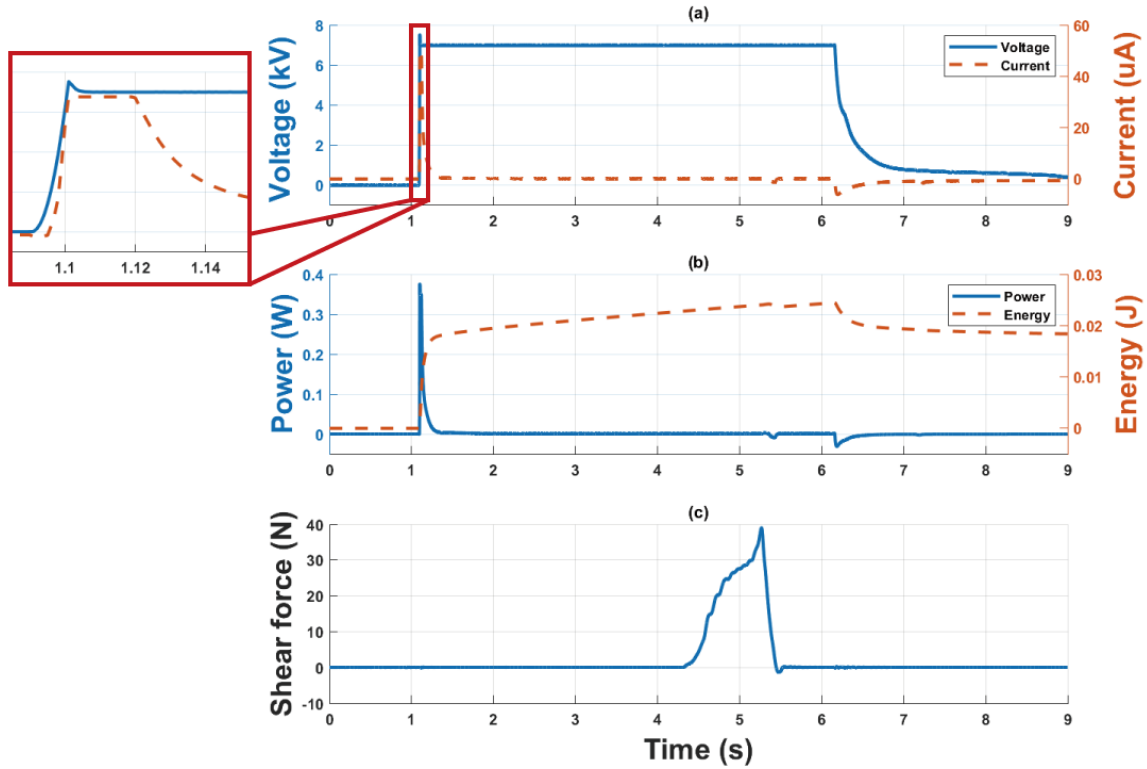 (a)
Voltage (kV)
8
6
4
2
0
Voltage
Current
60
40
20
0
Current (uA)
0 1 2 3 4 5 6 7 8 9
1.1 1.12 1.14
(b)
Power (W)
0.4
0.3
0.2
0.1
0
Power
Energy
0.03
0.02
0.01
0
Energy (J)
0 1 2 3 4 5 6 7 8 9
(c)
Shear force (N)
40
30
20
10
0
-10
0 1 2 3 4 5 6 7 8 9
Time (s)